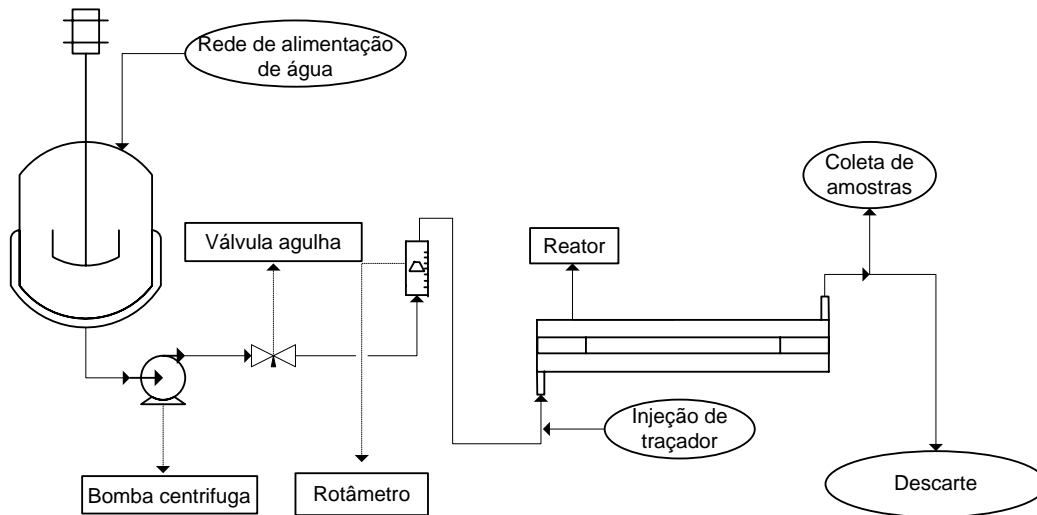 Rede de alimentação
de água
Coleta de
amostras
Válvula agulha
Reator
Injeção de
traçador
Bomba centrifuga
Rotâmetro
Descarte